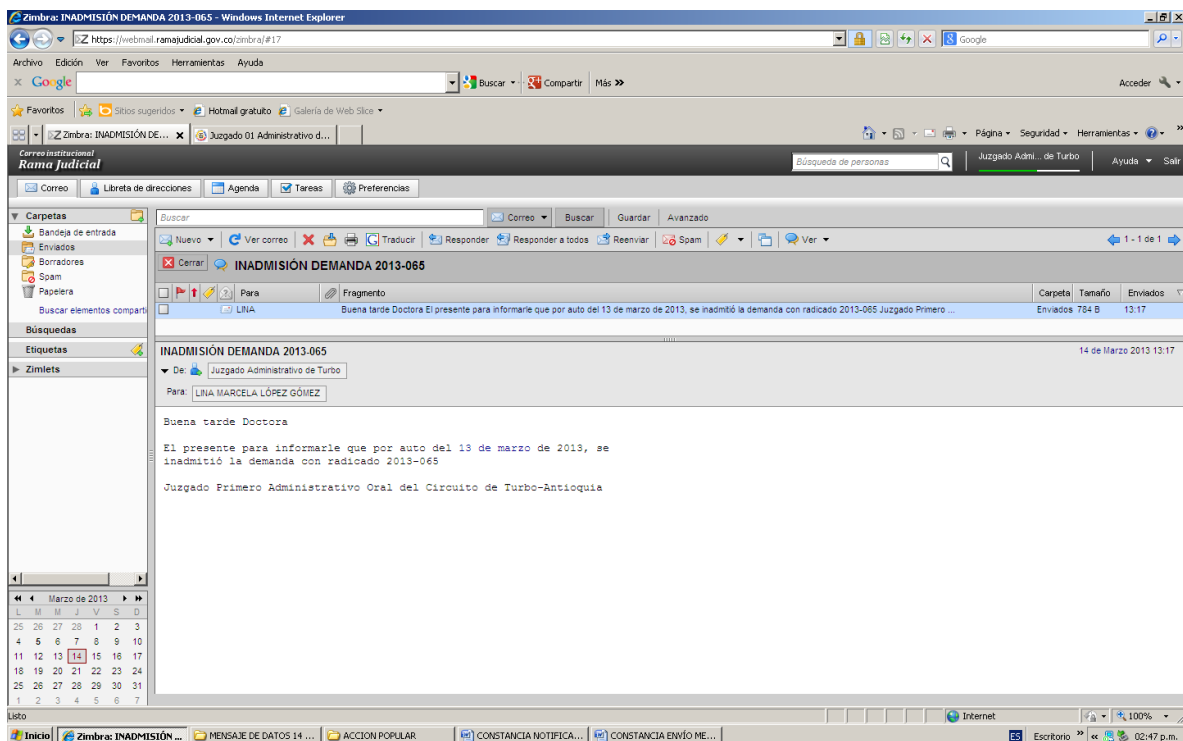 Zimbra: INADMISIÓN DEMANDA 2013-065 - Windows Internet Explorer
https://webmail.ramajudicial.gov.co/zimbra/#17
Google
Archivo Edición Ver Favoritos Herramientas Ayuda
x Google Buscar Compartir Más >> Acceder
Favoritos Sitios sugeridos Hotmail gratuito Galería de Web Slice
Zimbra: INADMISIÓN DE... x Juzgado 01 Administrativo d... Página Seguridad Herramientas >>
Correo institucional
Rama Judicial
Búsqueda de personas Juzgado Admi... de Turbo Ayuda Salir
Correo Libreta de direcciones Agenda Tareas Preferencias
Carpetas
Bandeja de entrada
Enviados
Borradores
Spam
Papelera
Buscar elementos comparti
Búsquedas
Etiquetas
Zimlets
Buscar Correo Buscar Guardar Avanzado
Nuevo Ver correo Traducir Responder Responder a todos Reenviar Spam Ver 1 - 1 de 1
Cerrar INADMISIÓN DEMANDA 2013-065
Para Fragmento Carpeta Tamaño Enviados
LINA Buena tarde Doctora El presente para informarle que por auto del 13 de marzo de 2013, se inadmitió la demanda con radicado 2013-065 Juzgado Primero ... Enviados 784 B 13:17
INADMISIÓN DEMANDA 2013-065 14 de Marzo 2013 13:17
De: Juzgado Administrativo de Turbo
Para: LINA MARCELA LÓPEZ GÓMEZ
Buena tarde Doctora
El presente para informarle que por auto del 13 de marzo de 2013, se
inadmitió la demanda con radicado 2013-065
Juzgado Primero Administrativo Oral del Circuito de Turbo-Antioquia
Marzo de 2013
L M M J V S D
25 26 27 28 1 2 3
4 5 6 7 8 9 10
11 12 13 14 15 16 17
18 19 20 21 22 23 24
25 26 27 28 29 30 31
1 2 3 4 5 6 7
Listo Internet 100%
Inicio Zimbra: INADMISIÓN ... MENSAJE DE DATOS 14 ... ACCION POPULAR CONSTANCIA NOTIFICA... CONSTANCIA ENVÍO ME... ES Escritorio >> 02:47 p.m.